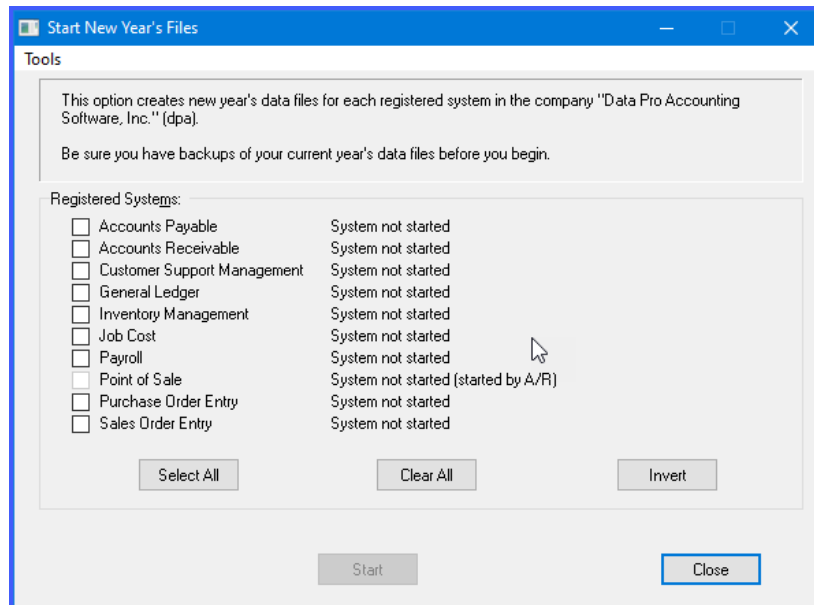 Start New Year's Files
Tools
This option creates new year's data files for each registered system in the company "Data Pro Accounting
Software, Inc." (dpa).
Be sure you have backups of your current year's data files before you begin.
Registered Systems:
Accounts Payable System not started
Accounts Receivable System not started
Customer Support Management System not started
General Ledger System not started
Inventory Management System not started
Job Cost System not started
Payroll System not started
Point of Sale System not started (started by A/R)
Purchase Order Entry System not started
Sales Order Entry System not started
Select All Clear All Invert
Start Close